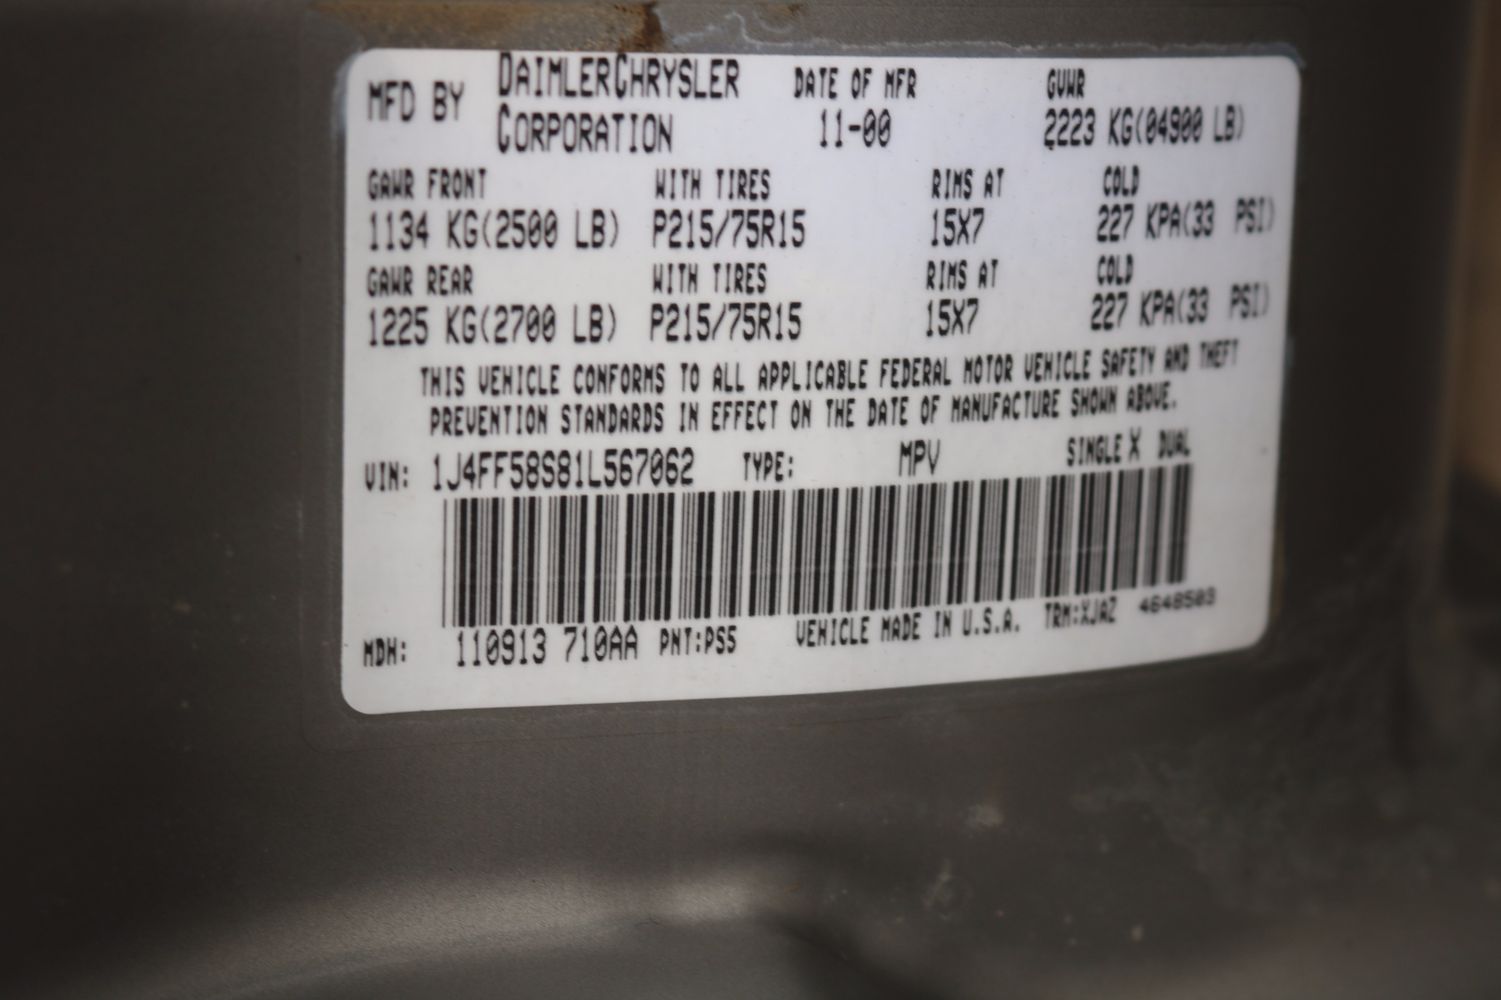 MFD BY DAIMLERCHRYSLER CORPORATION DATE OF MFR 11-00 GVWR 2223 KG(04900 LB)
GAWR FRONT WITH TIRES RIMS AT COLD
1134 KG(2500 LB) P215/75R15 15X7 227 KPA(33 PSI)
GAWR REAR WITH TIRES RIMS AT COLD
1225 KG(2700 LB) P215/75R15 15X7 227 KPA(33 PSI)
THIS VEHICLE CONFORMS TO ALL APPLICABLE FEDERAL MOTOR VEHICLE SAFETY AND THEFT
PREVENTION STANDARDS IN EFFECT ON THE DATE OF MANUFACTURE SHOWN ABOVE.
VIN: 1J4FF58S81L567062 TYPE: MPV SINGLE X DUAL
MDH: 110913 710AA PNT:PS5 VEHICLE MADE IN U.S.A. TRM:XJAZ 4648503